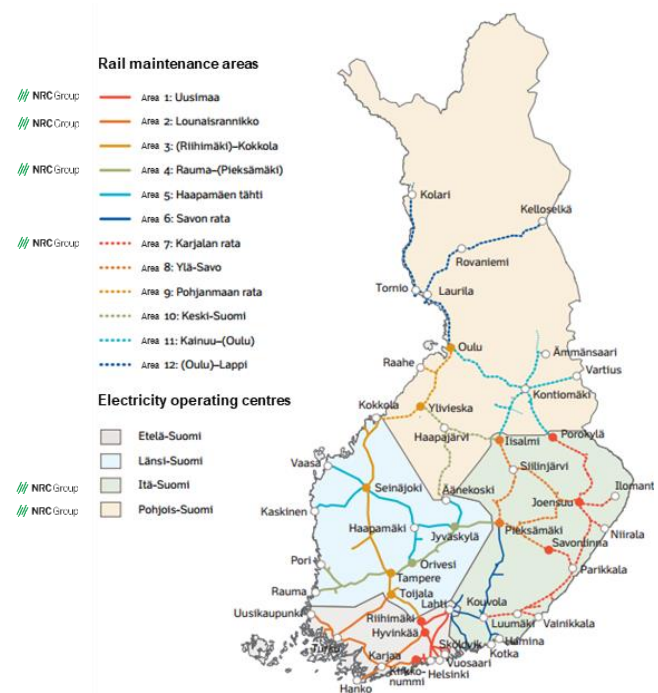 Rail maintenance areas
NRC Group Area 1: Uusimaa
NRC Group Area 2: Lounaisrannikko
Area 3: (Riihimäki)–Kokkola
NRC Group Area 4: Rauma–(Pieksämäki)
Area 5: Haapamäen tähti
Area 6: Savon rata
NRC Group Area 7: Karjalan rata
Area 8: Ylä-Savo
Area 9: Pohjanmaan rata
Area 10: Keski-Suomi
Area 11: Kainuu–(Oulu)
Area 12: (Oulu)–Lappi
Electricity operating centres
Etelä-Suomi
Länsi-Suomi
NRC Group Itä-Suomi
NRC Group Pohjois-Suomi
Kolari
Kelloselkä
Rovaniemi
Tornio
Laurila
Oulu
Ämmänsaari
Raahe
Vartius
Kontiomäki
Kokkola
Ylivieska
Haapajärvi
Iisalmi
Porokylä
Vaasa
Siilinjärvi
Seinäjoki
Äänekoski
Joensuu
Ilomant
Kaskinen
Haapamäki
Jyväskylä
Pieksämäki
Niirala
Savonlinna
Pori
Orivesi
Parikkala
Tampere
Rauma
Toijala
Lahti
Kouvola
Uusikaupunki
Riihimäki
Luumäki
Vainikkala
Hyvinkää
Hamina
Turku
Karjaa
Sköldvik
Kotka
Kirkko-
nummi
Vuosaari
Helsinki
Hanko